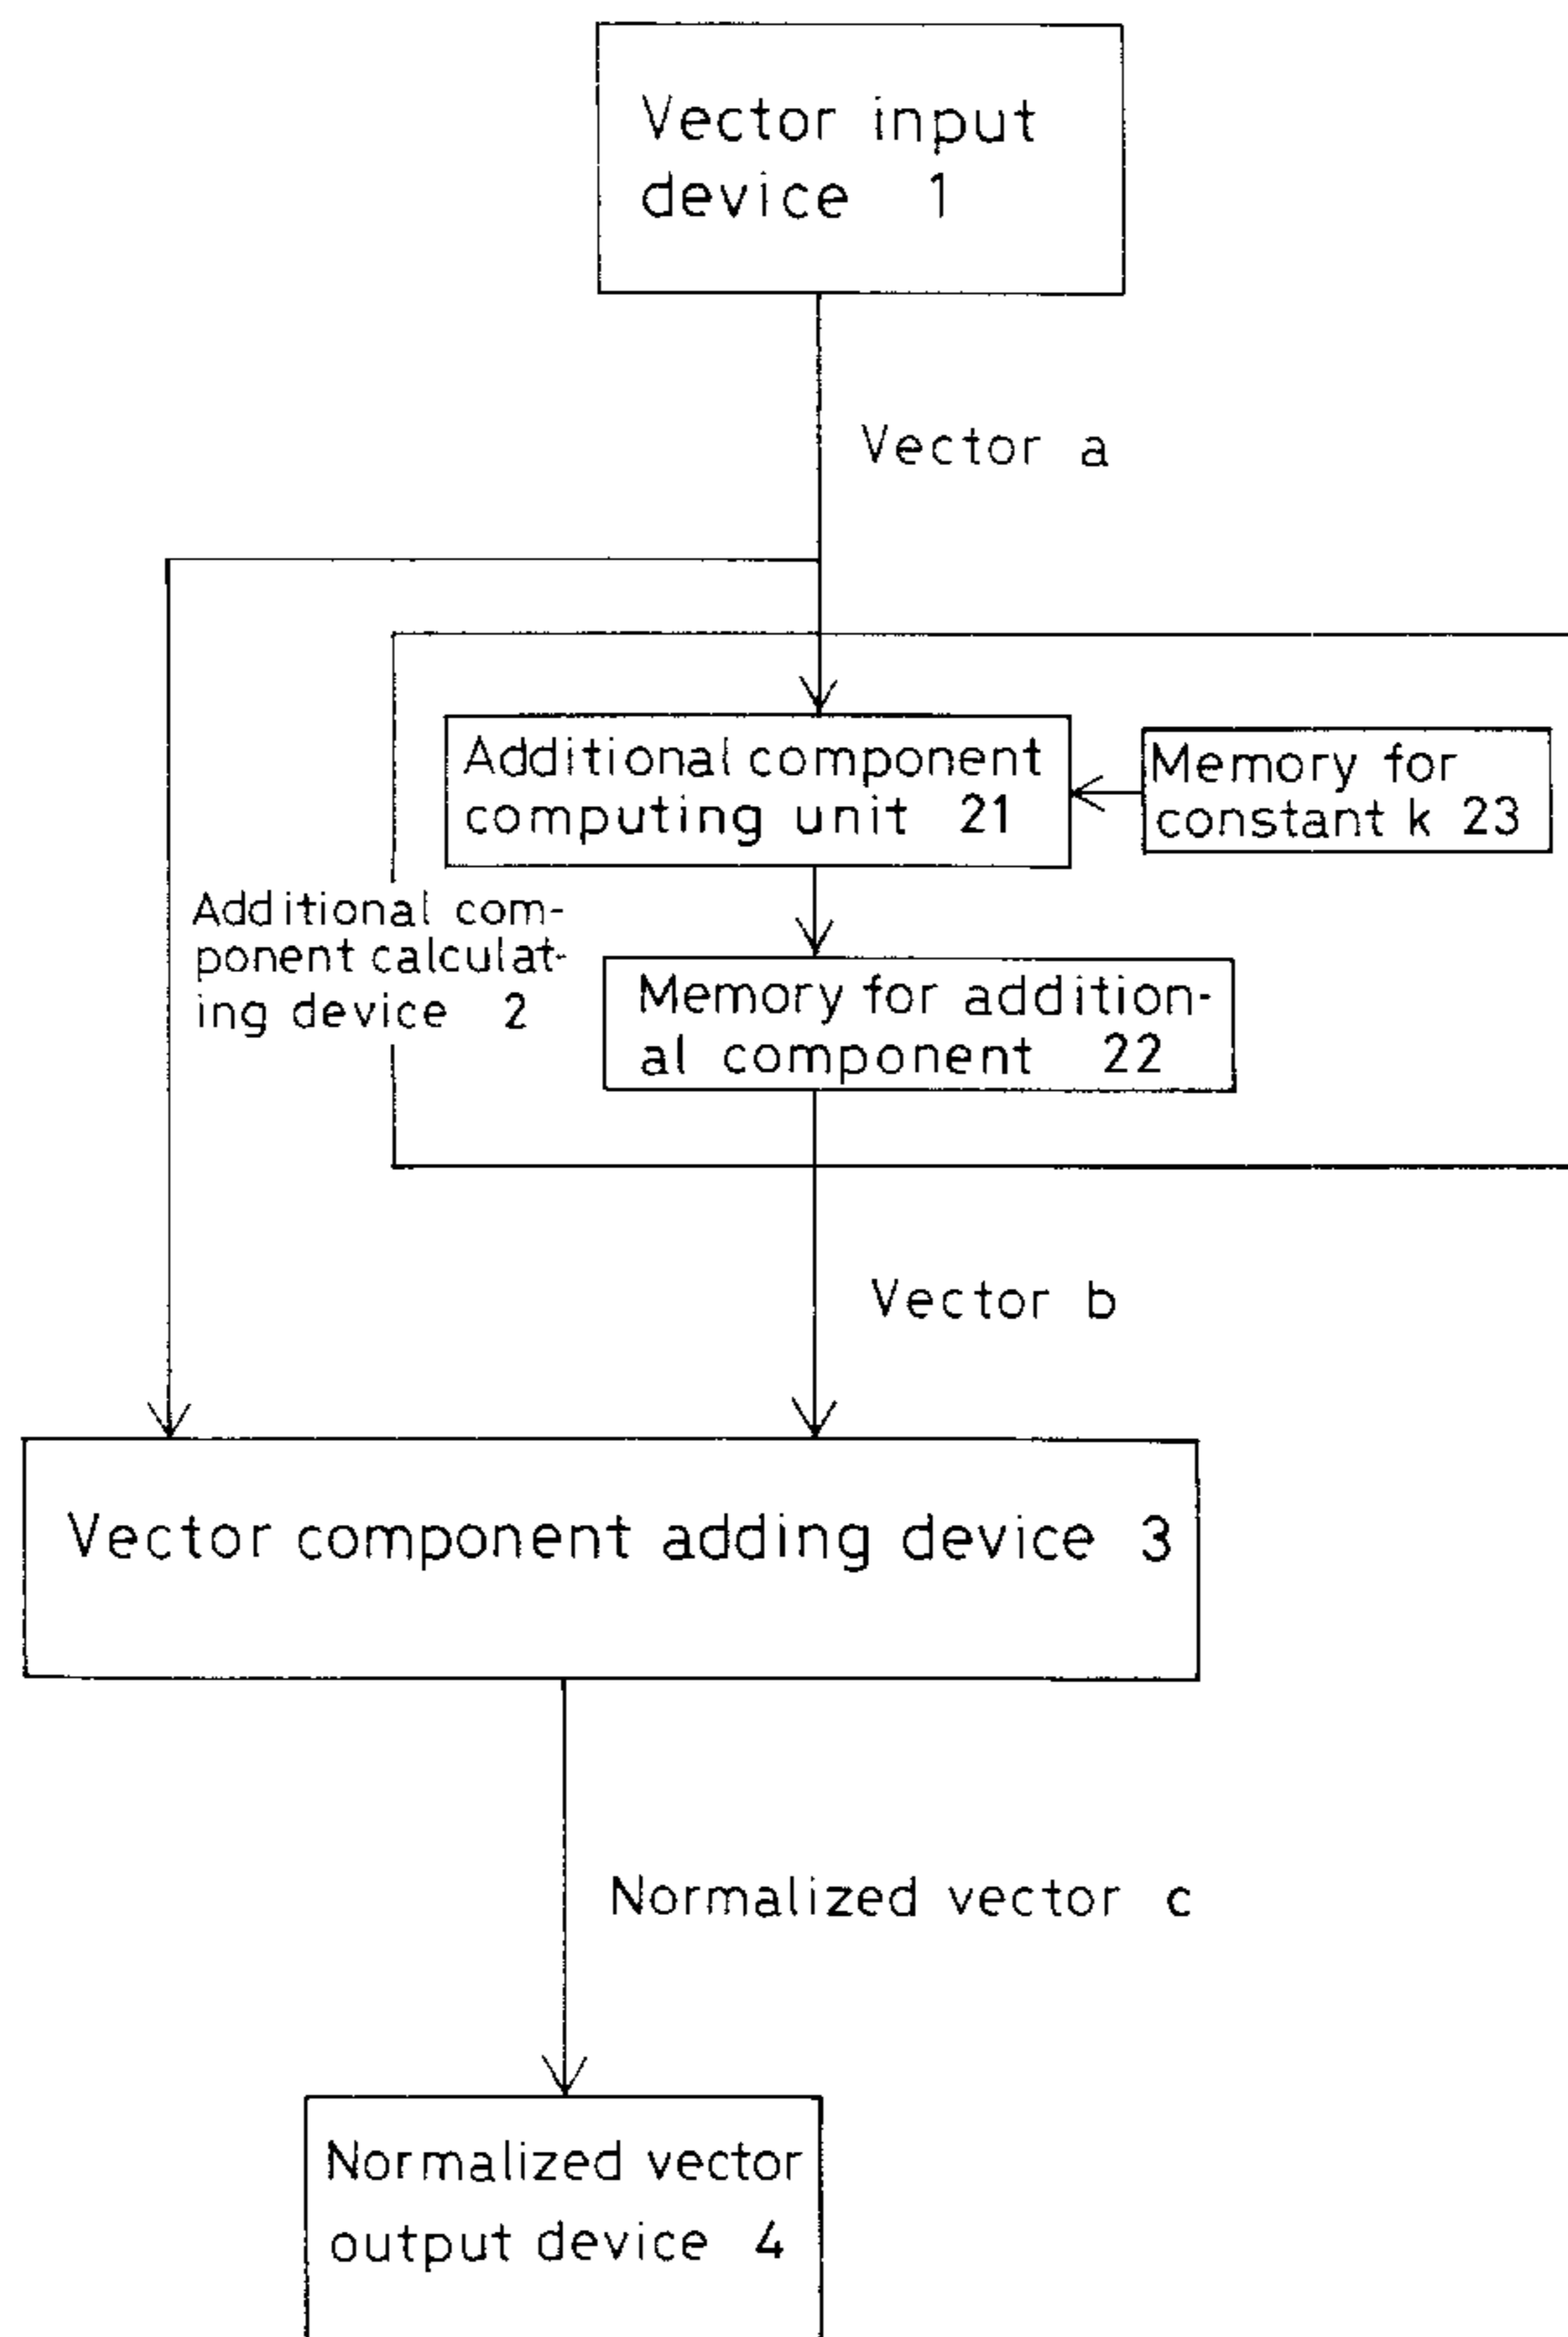 Vector input
device 1
Vector a
Additional component
computing unit 21
Memory for
constant k 23
Additional com-
ponent calculat-
ing device 2
Memory for addition-
al component 22
Vector b
Vector component adding device 3
Normalized vector c
Normalized vector
output device 4